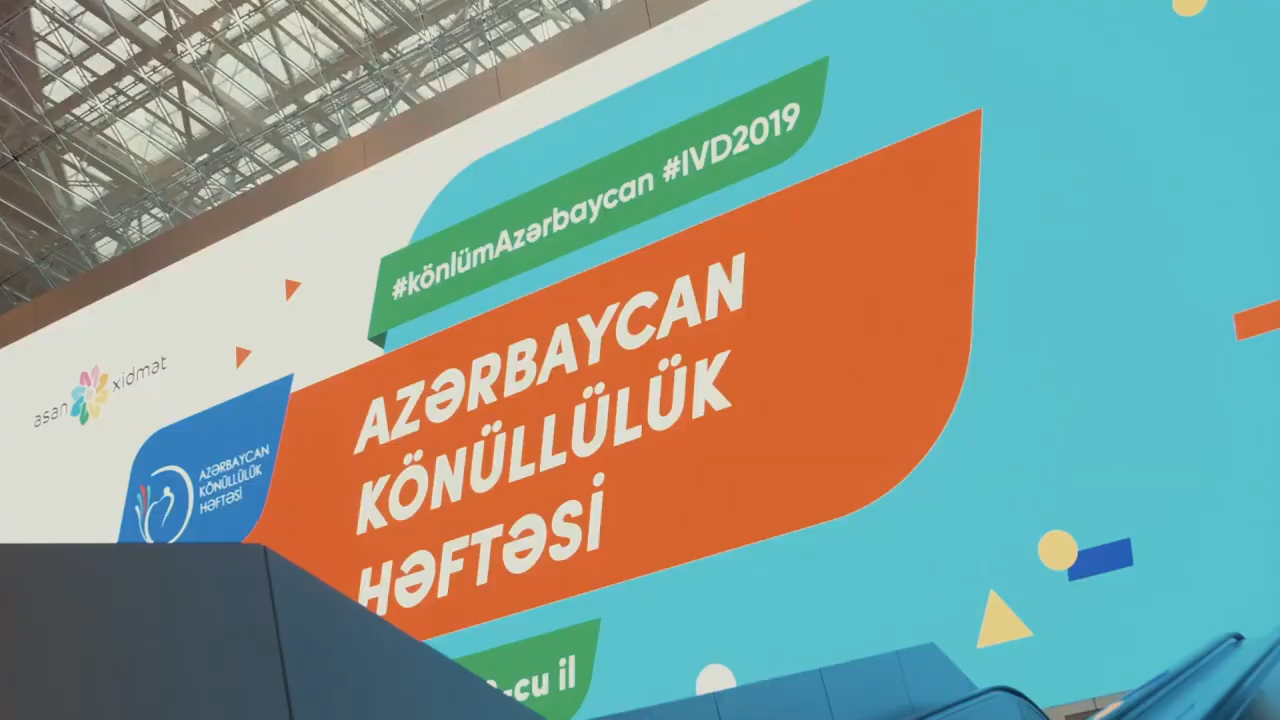 #könlümAzərbaycan #IVD2019
AZƏRBAYCAN
KÖNÜLLÜLÜK
HƏFTƏSİ
asan xidmət
AZƏRBAYCAN
KÖNÜLLÜLÜK
HƏFTƏSİ
-cu il